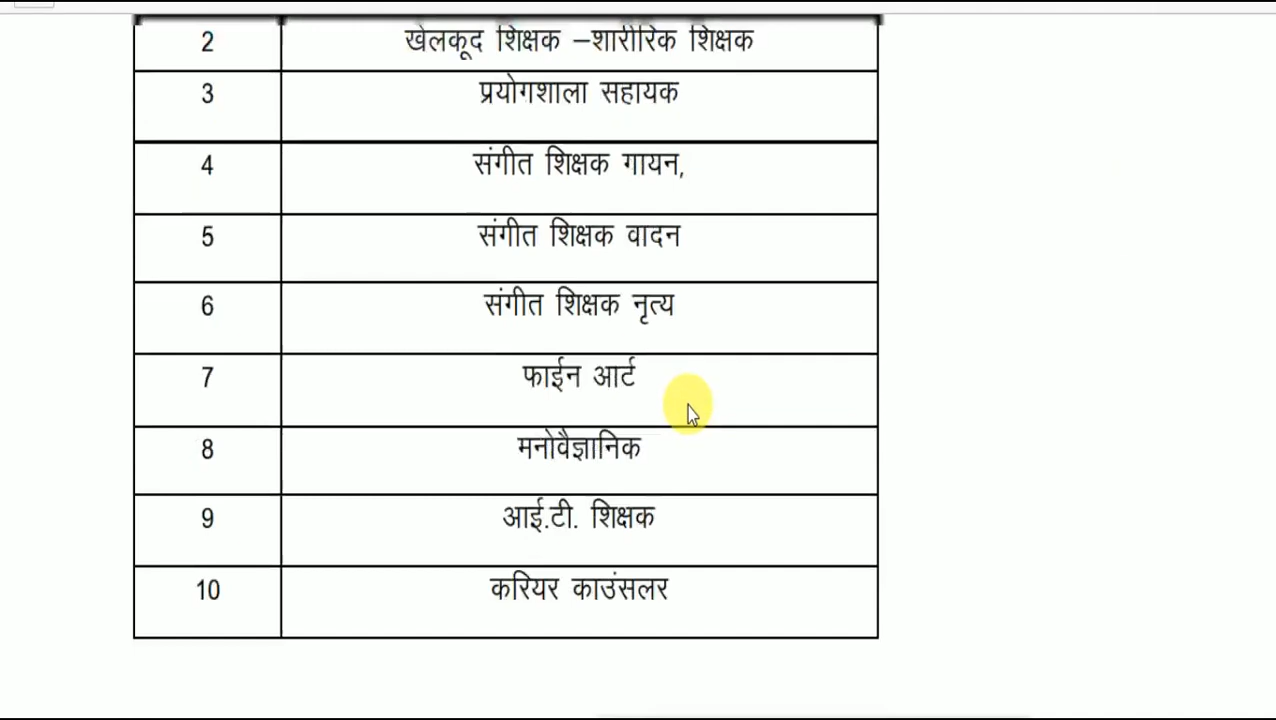 2 खेलकूद शिक्षक –शारीरिक शिक्षक
3 प्रयोगशाला सहायक
4 संगीत शिक्षक गायन,
5 संगीत शिक्षक वादन
6 संगीत शिक्षक नृत्य
7 फाईन आर्ट
8 मनोवैज्ञानिक
9 आई.टी. शिक्षक
10 करियर काउंसलर